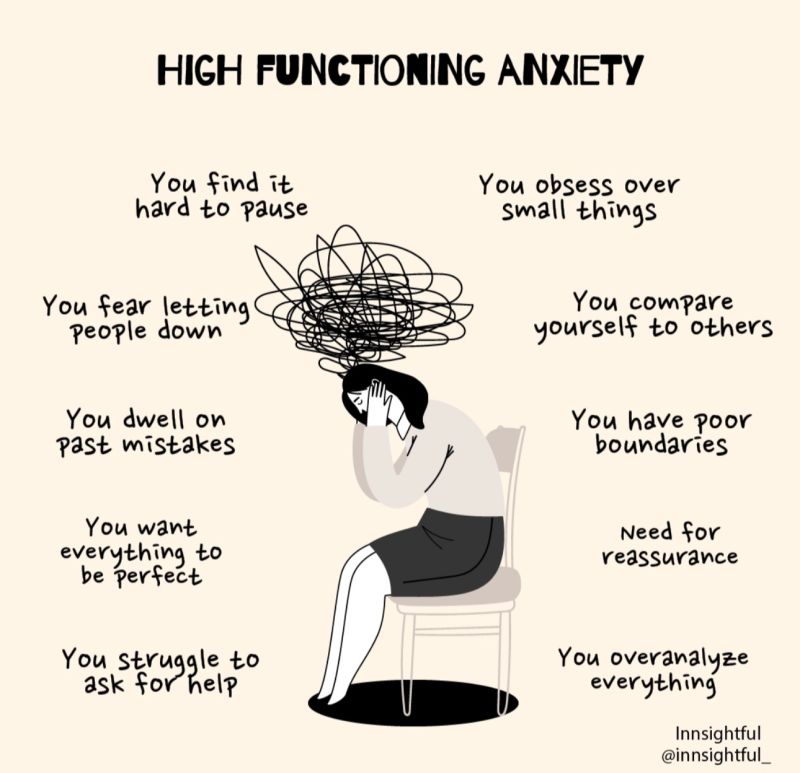 HIGH FUNCTIONING ANXIETY
You find it
hard to pause
You obsess over
small things
You fear letting
people down
You compare
yourself to others
You dwell on
past mistakes
You have poor
boundaries
You want
everything to
be perfect
Need for
reassurance
You struggle to
ask for help
You overanalyze
everything
Innsightful
@innsightful_